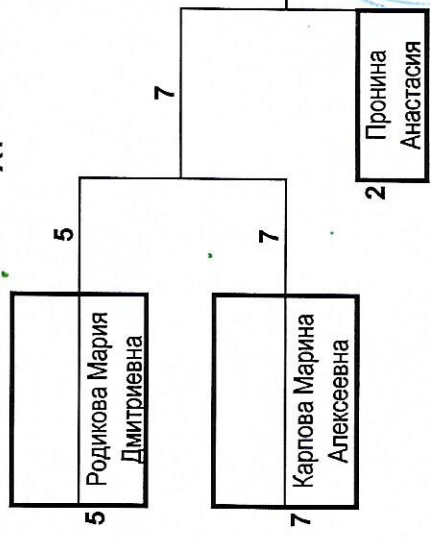 5
Родикова Мария
Дмитриевна
5
7
Карпова Марина
Алексеевна
7
7
2
Пронина
Анастасия